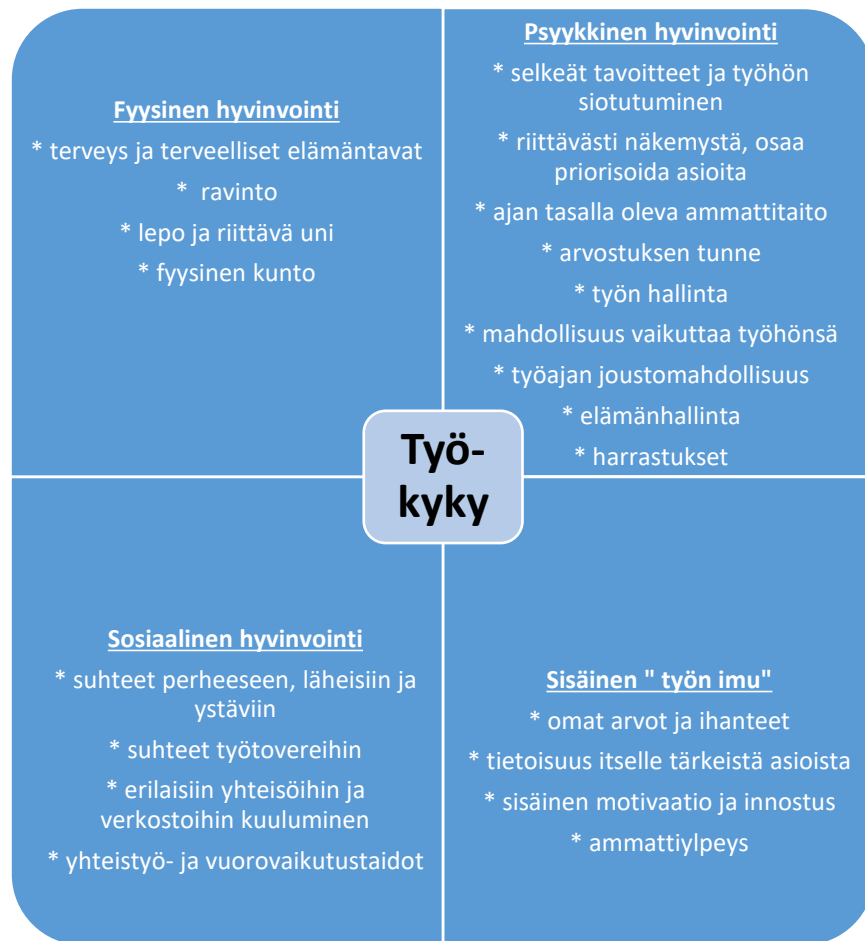 Fyysinen hyvinvointi
* terveys ja terveelliset elämäntavat
* ravinto
* lepo ja riittävä uni
* fyysinen kunto
Psyykkinen hyvinvointi
* selkeät tavoitteet ja työhön
siotutuminen
* riittävästi näkemystä, osaa
priorisoida asioita
* ajan tasalla oleva ammattitaito
* arvostuksen tunne
* työn hallinta
* mahdollisuus vaikuttaa työhönsä
* työajan joustomahdollisuus
* elämänhallinta
* harrastukset
Työ-
kyky
Sosiaalinen hyvinvointi
* suhteet perheeseen, läheisiin ja
ystäviin
* suhteet työtovereihin
* erilaisiin yhteisöihin ja
verkostoihin kuuluminen
* yhteistyö- ja vuorovaikutustaidot
Sisäinen " työn imu"
* omat arvot ja ihanteet
* tietoisuus itselle tärkeistä asioista
* sisäinen motivaatio ja innostus
* ammattiylpeys